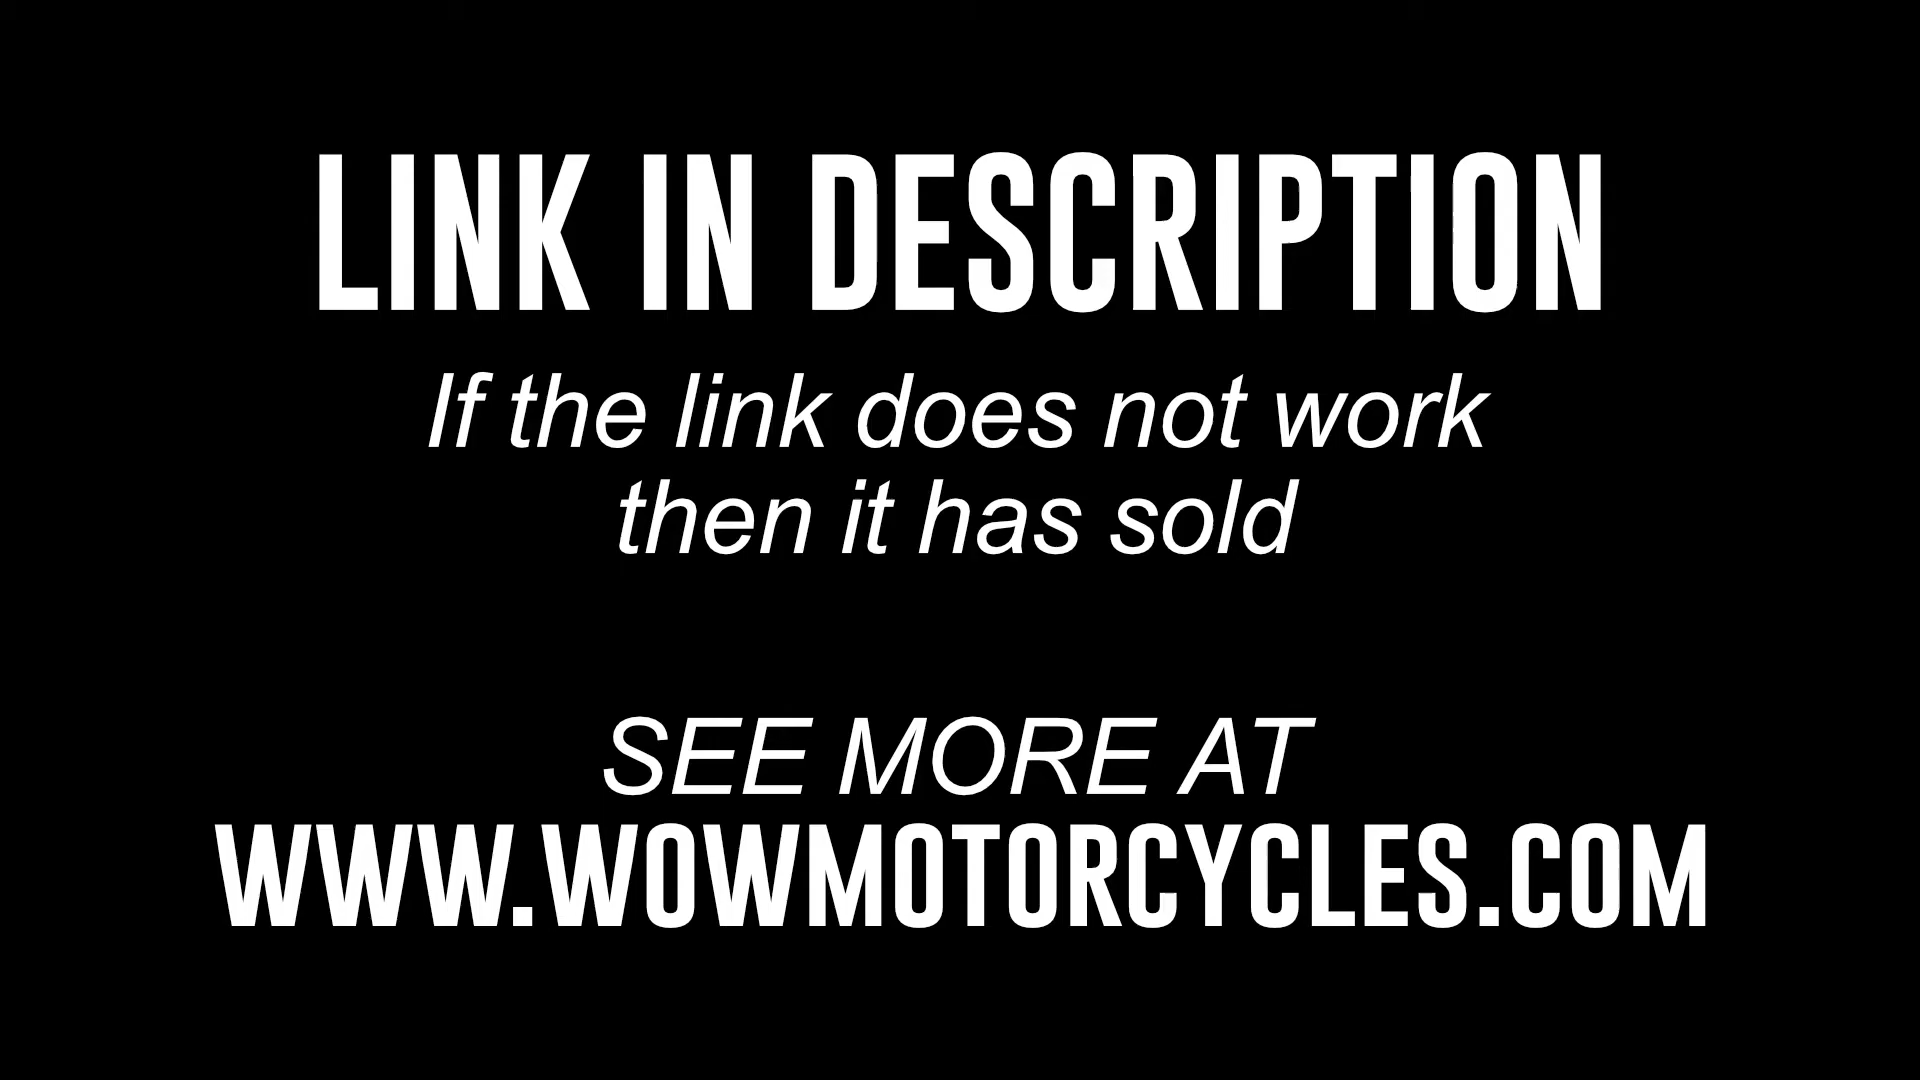 LINK IN DESCRIPTION
If the link does not work
then it has sold
SEE MORE AT
WWW.WOWMOTORCYCLES.COM